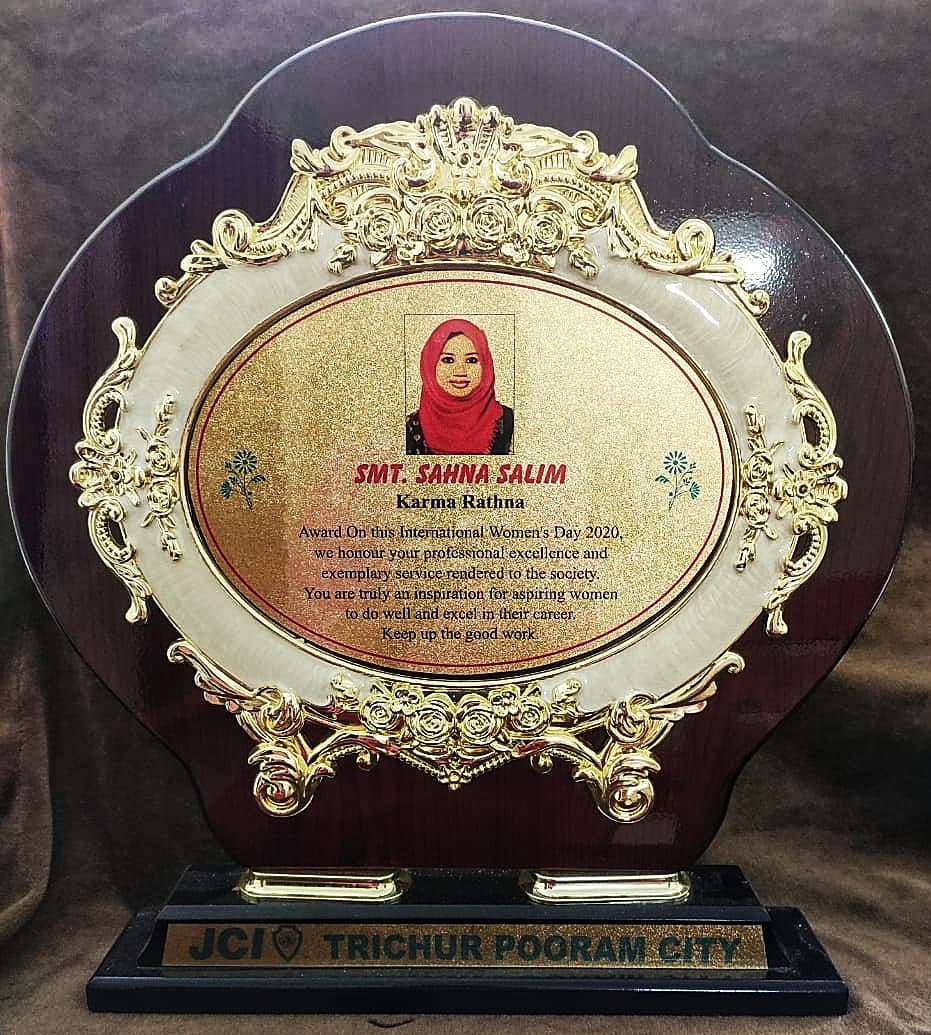 SMT. SAHNA SALIM
Karma Rathna
Award On this International Women's Day 2020,
we honour your professional excellence and
exemplary service rendered to the society.
You are truly an inspiration for aspiring women
to do well and excel in their career.
Keep up the good work.
JCI TRICHUR POORAM CITY